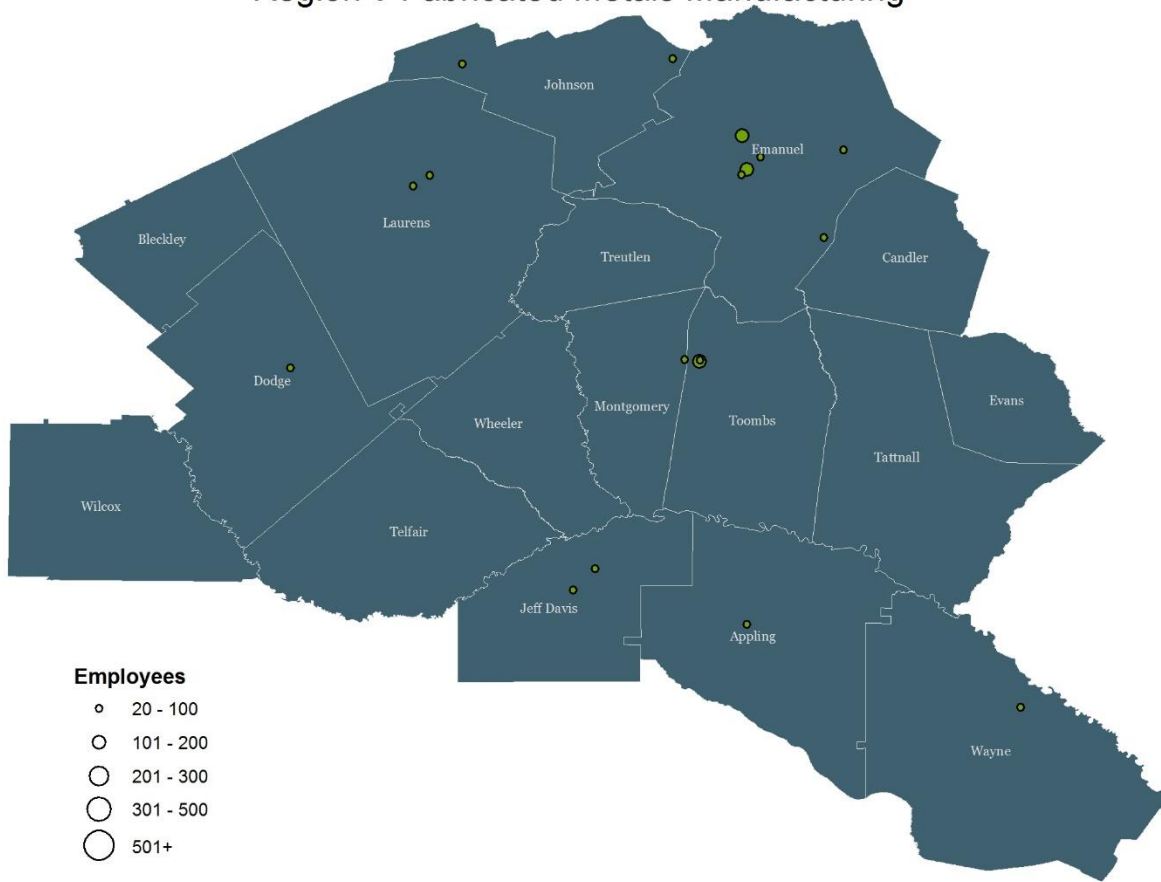 Region Fabricated Metals Manufacturing
Johnson
Emanuel
Laurens
Bleckley
Treutlen
Candler
Dodge
Evans
Montgomery
Wheeler
Toombs
Tattnall
Wilcox
Telfair
Jeff Davis
Appling
Wayne
Employees
20 - 100
101 - 200
201 - 300
301 - 500
501+